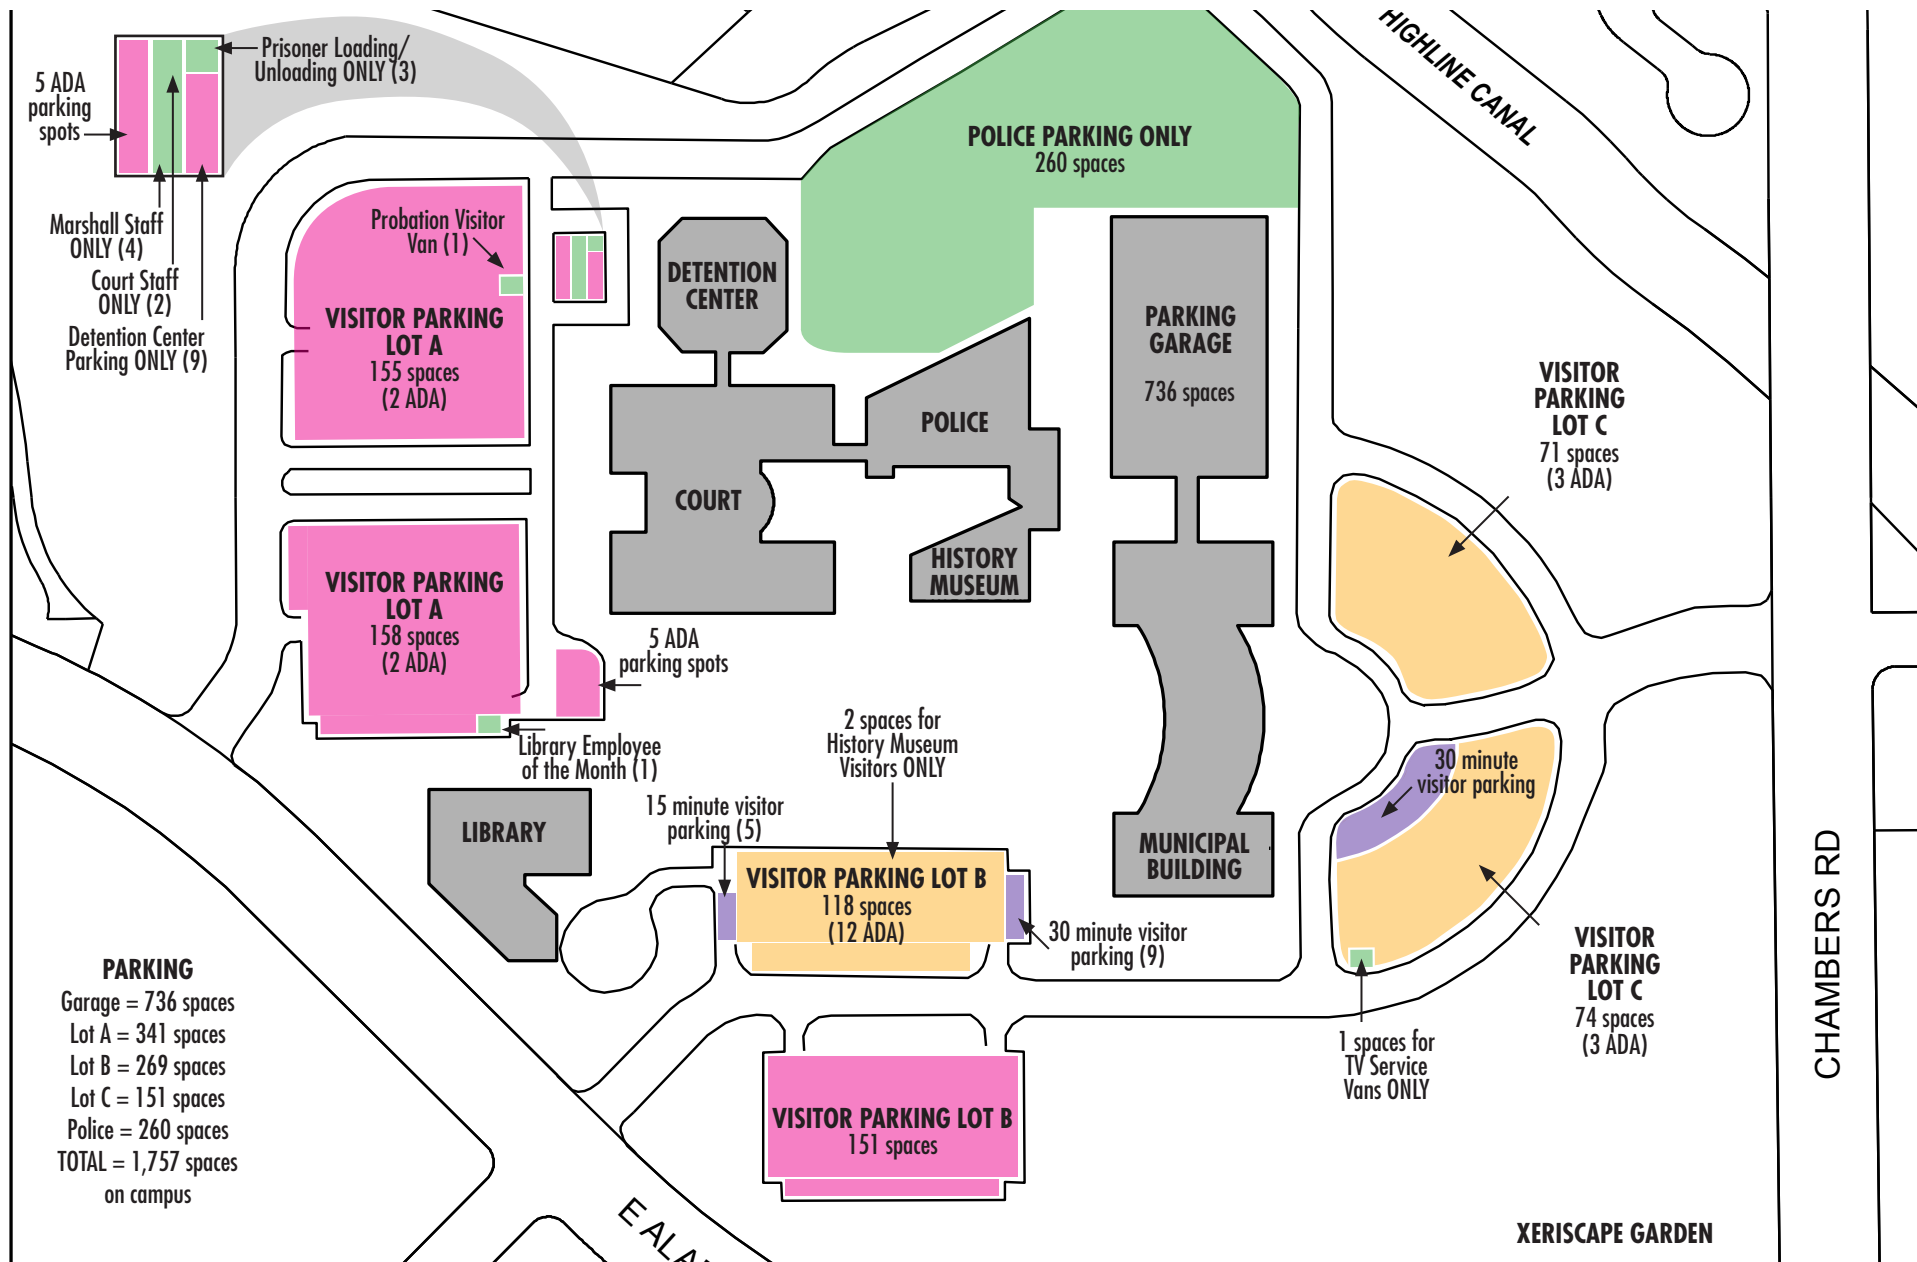 Prisoner Loading/
Unloading ONLY (3)
5 ADA
parking
spots
Marshall Staff
ONLY (4)
Court Staff
ONLY (2)
Detention Center
Parking ONLY (9)
HIGHLINE CANAL
POLICE PARKING ONLY
260 spaces
Probation Visitor
Van (1)
VISITOR PARKING
LOT A
155 spaces
(2 ADA)
DETENTION
CENTER
PARKING
GARAGE
736 spaces
POLICE
COURT
HISTORY
MUSEUM
VISITOR
PARKING
LOT C
71 spaces
(3 ADA)
VISITOR PARKING
LOT A
158 spaces
(2 ADA)
5 ADA
parking spots
Library Employee
of the Month (1)
2 spaces for
History Museum
Visitors ONLY
30 minute
visitor parking
LIBRARY
15 minute visitor
parking (5)
MUNICIPAL
BUILDING
VISITOR PARKING LOT B
118 spaces
(12 ADA)
30 minute visitor
parking (9)
VISITOR
PARKING
LOT C
74 spaces
(3 ADA)
CHAMBERS RD
1 spaces for
TV Service
Vans ONLY
PARKING
Garage = 736 spaces
Lot A = 341 spaces
Lot B = 269 spaces
Lot C = 151 spaces
Police = 260 spaces
TOTAL = 1,757 spaces
on campus
VISITOR PARKING LOT B
151 spaces
E
XERISCAPE GARDEN